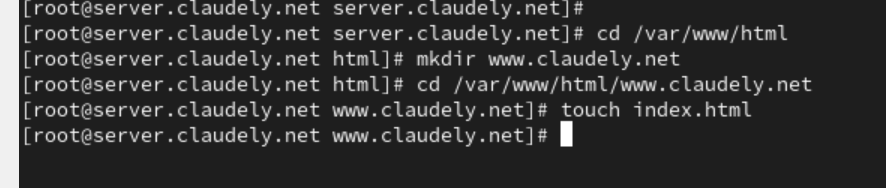 [root@server.claudely.net server.claudely.net]#
[root@server.claudely.net server.claudely.net]# cd /var/www/html
[root@server.claudely.net html]# mkdir www.claudely.net
[root@server.claudely.net html]# cd /var/www/html/www.claudely.net
[root@server.claudely.net www.claudely.net]# touch index.html
[root@server.claudely.net www.claudely.net]#